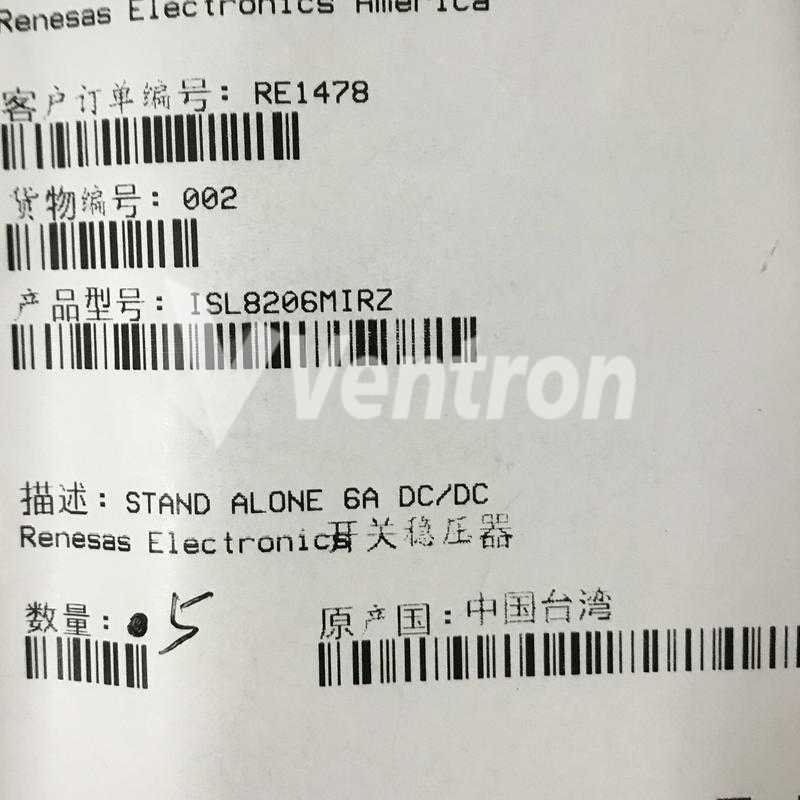 Renesas Electronics America
客户订单编号: RE1478
货物编号: 002
产品型号: ISL8206MIRZ
Ventron
描述: STAND ALONE 6A DC/DC
Renesas Electronics开关稳压器
数量: 5
原产国: 中国台湾